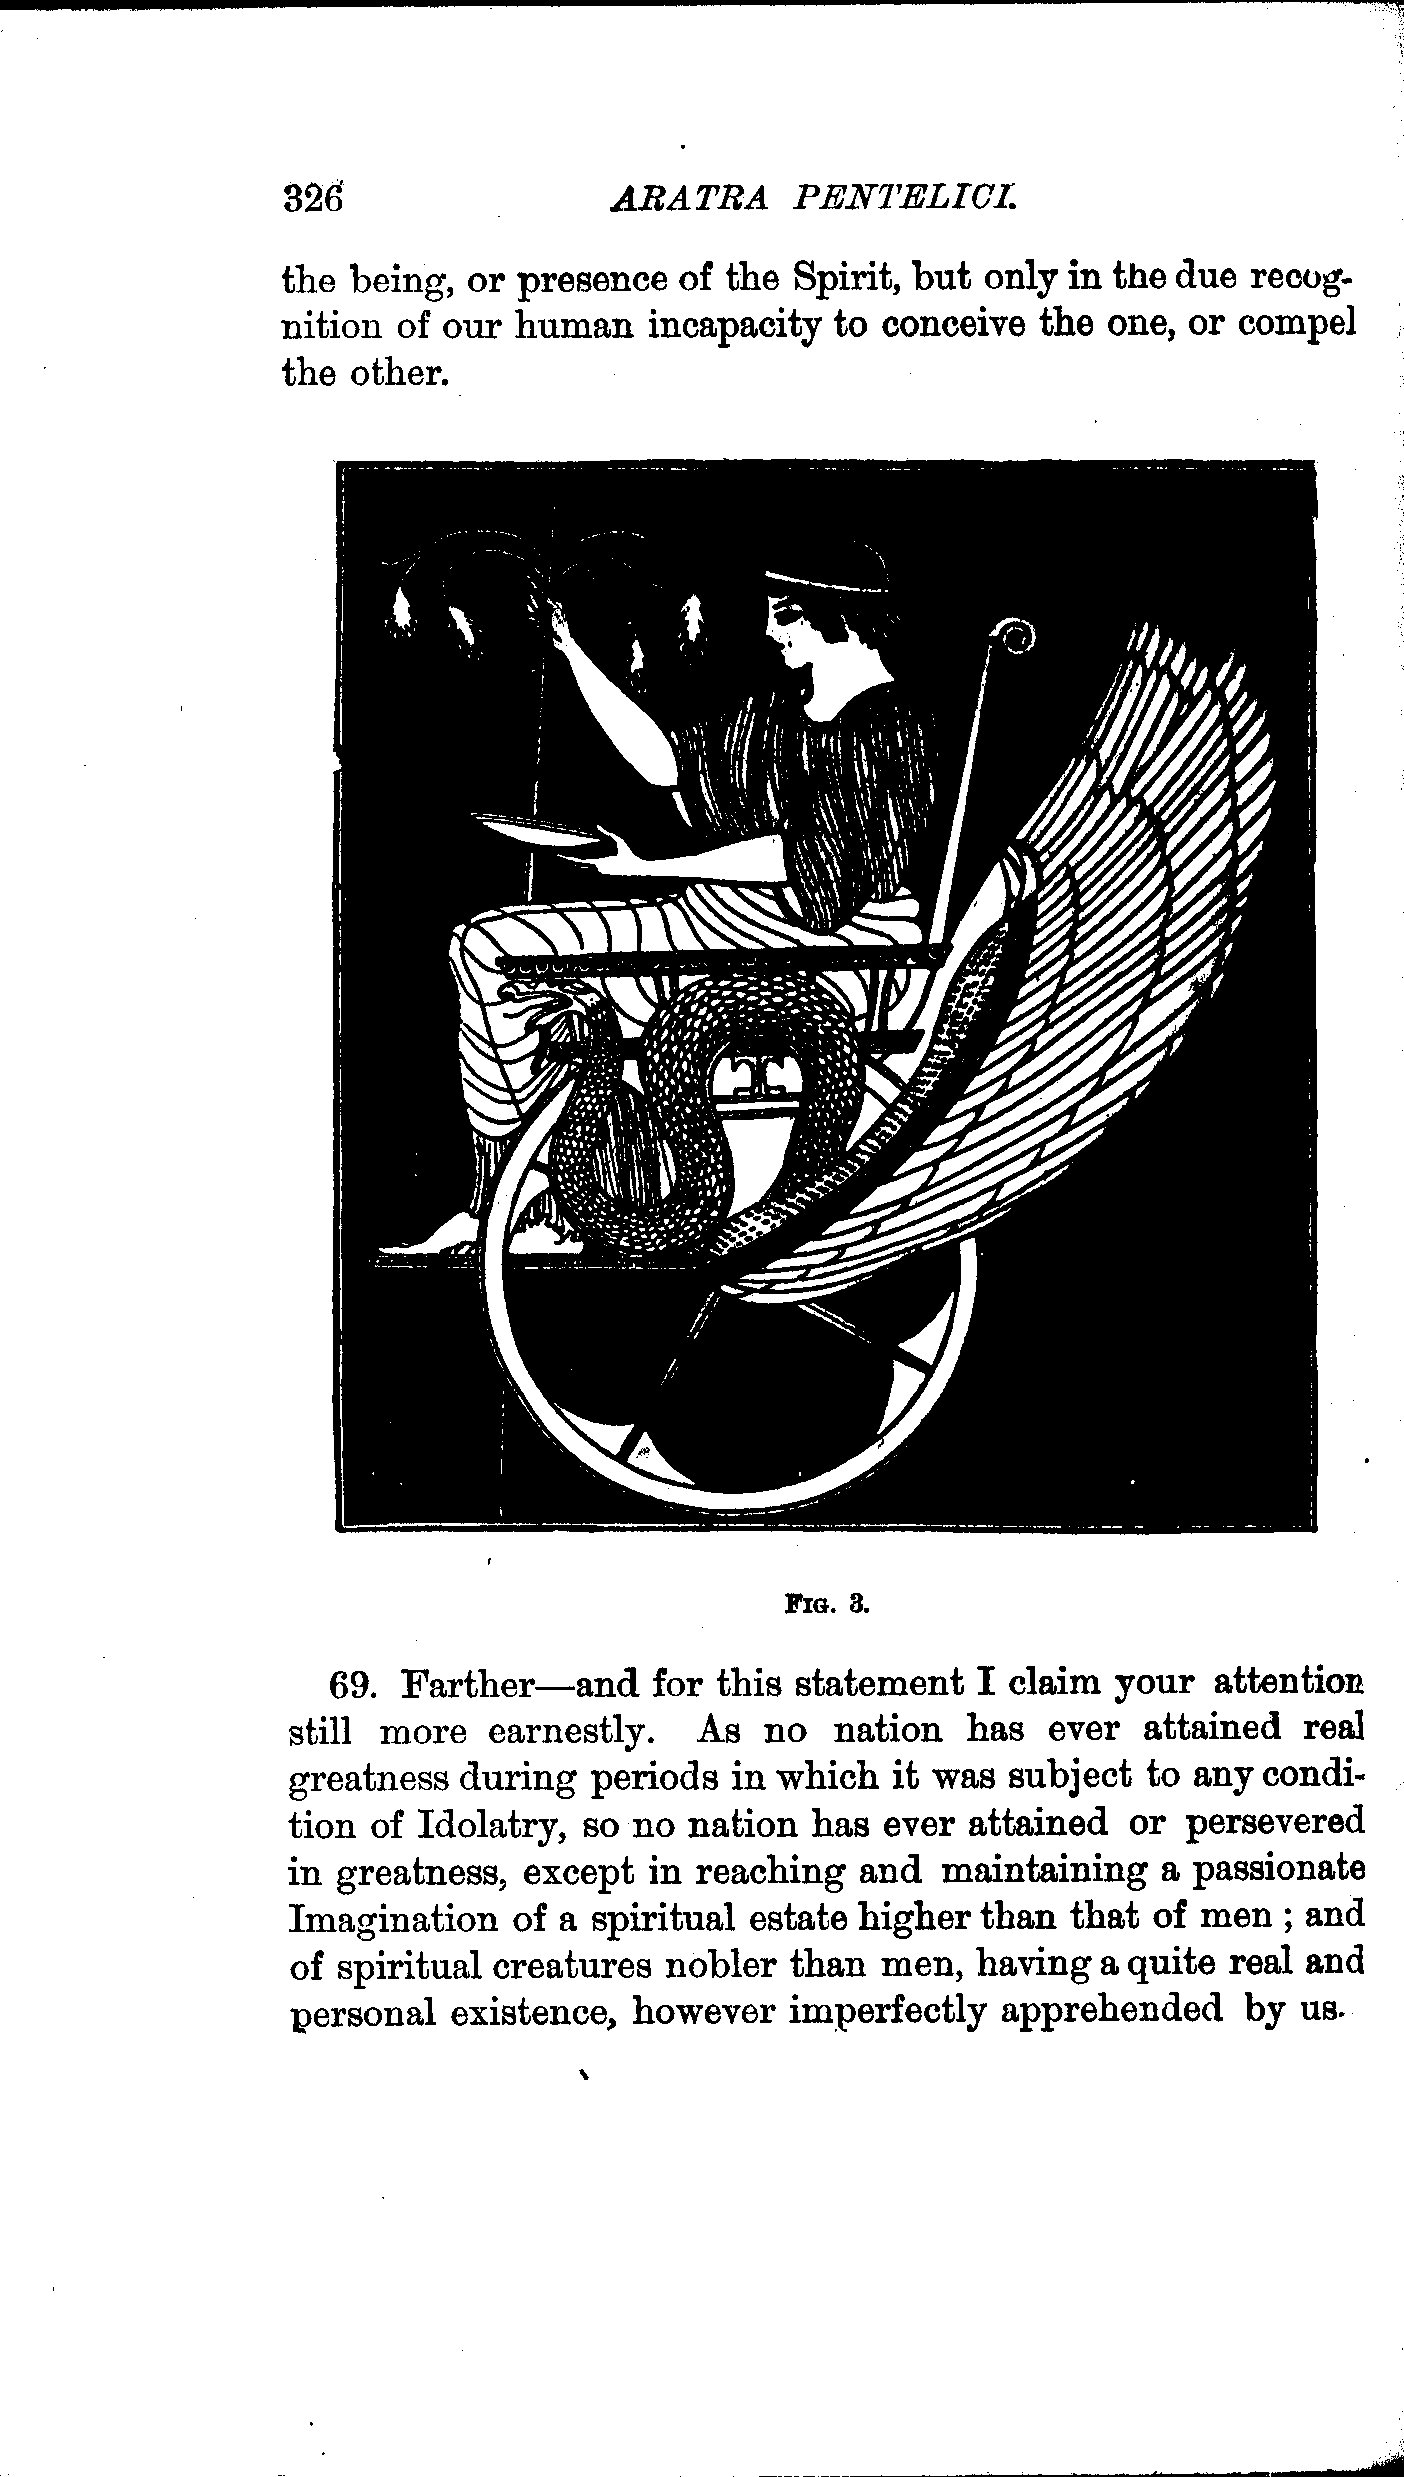 326 ARATRA PENTELICI.
the being, or presence of the Spirit, but only in the due recog-
nition of our human incapacity to conceive the one, or compel
the other.
FIG. 3.
69. Farther—and for this statement I claim your attention
still more earnestly. As no nation has ever attained real
greatness during periods in which it was subject to any condi-
tion of Idolatry, so no nation has ever attained or persevered
in greatness, except in reaching and maintaining a passionate
Imagination of a spiritual estate higher than that of men ; and
of spiritual creatures nobler than men, having a quite real and
personal existence, however imperfectly apprehended by us.